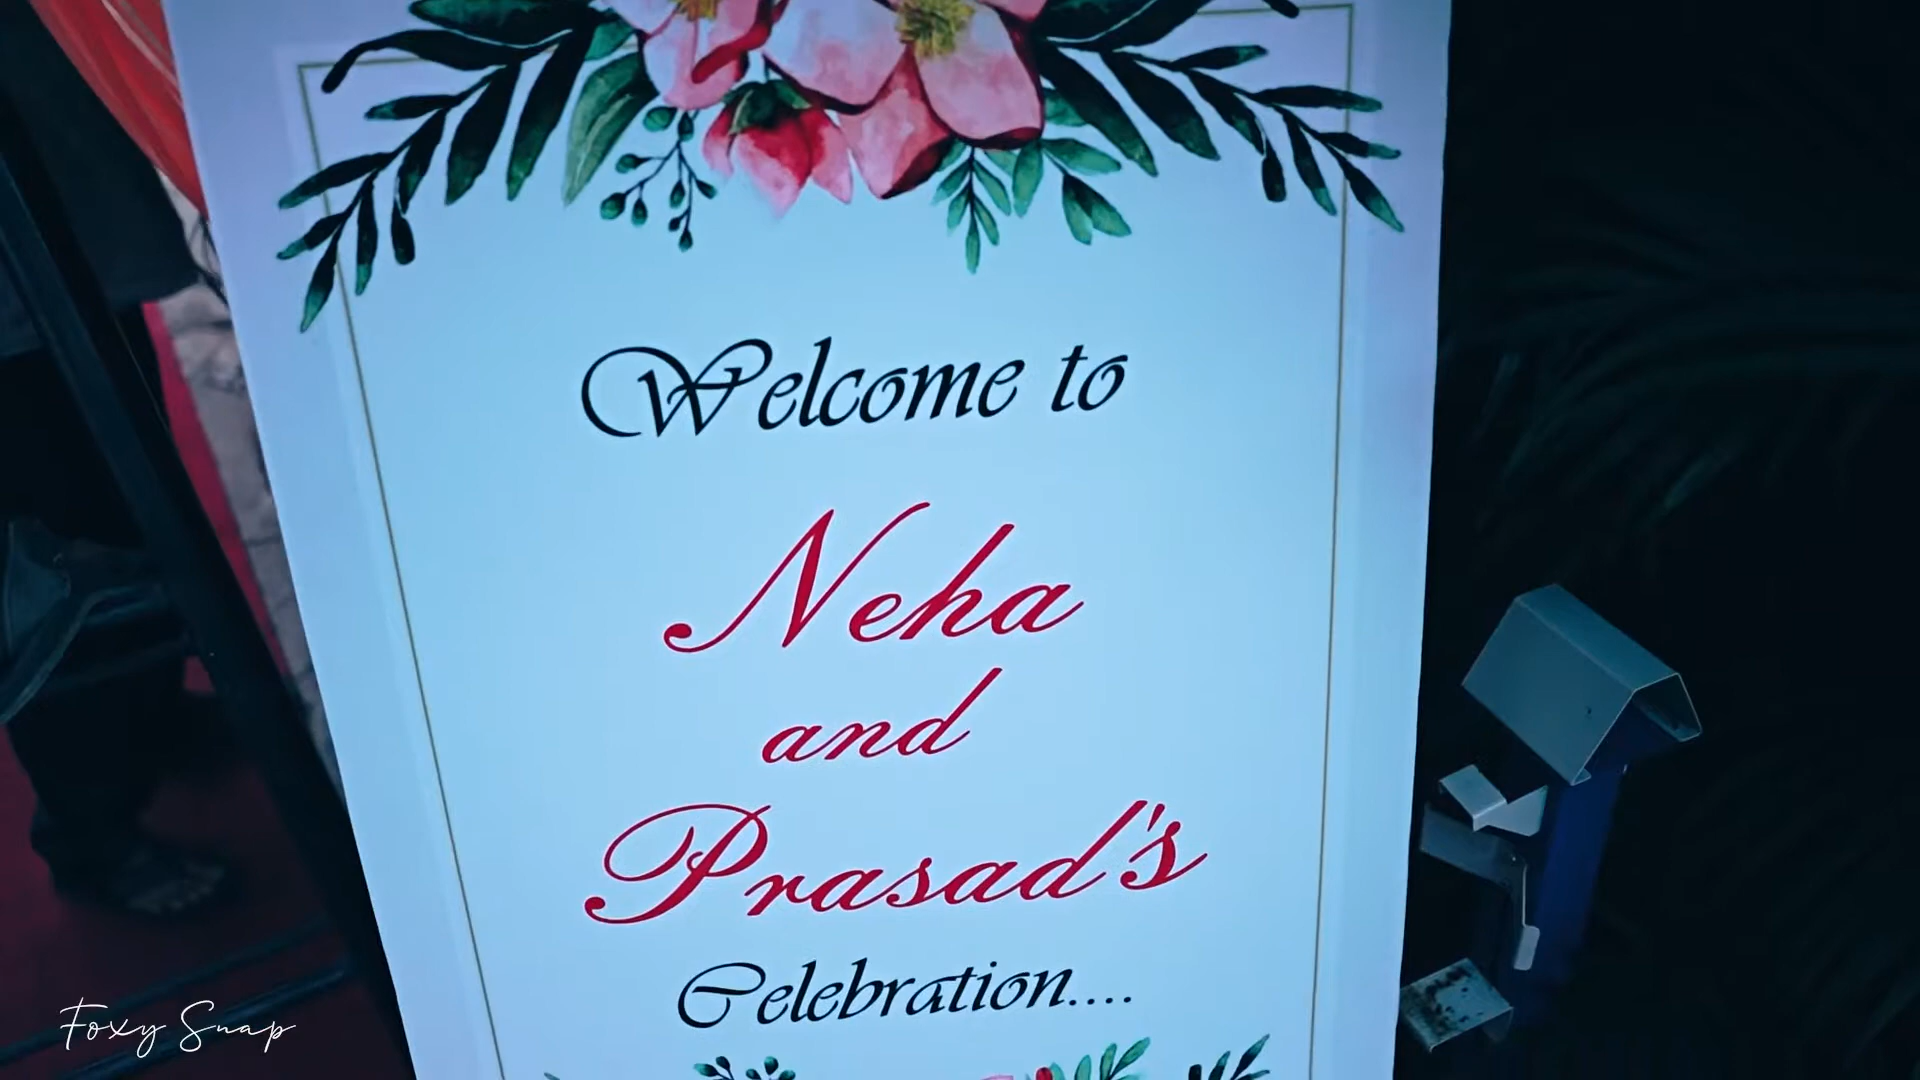 Welcome to
Neha
and
Prasad's
Celebration....
Foxy Snap